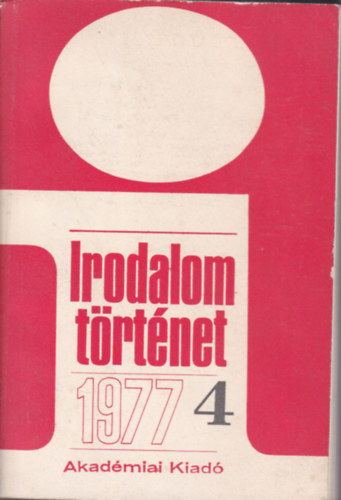 Irodalom
történet
1977 4
Akadémiai Kiadó